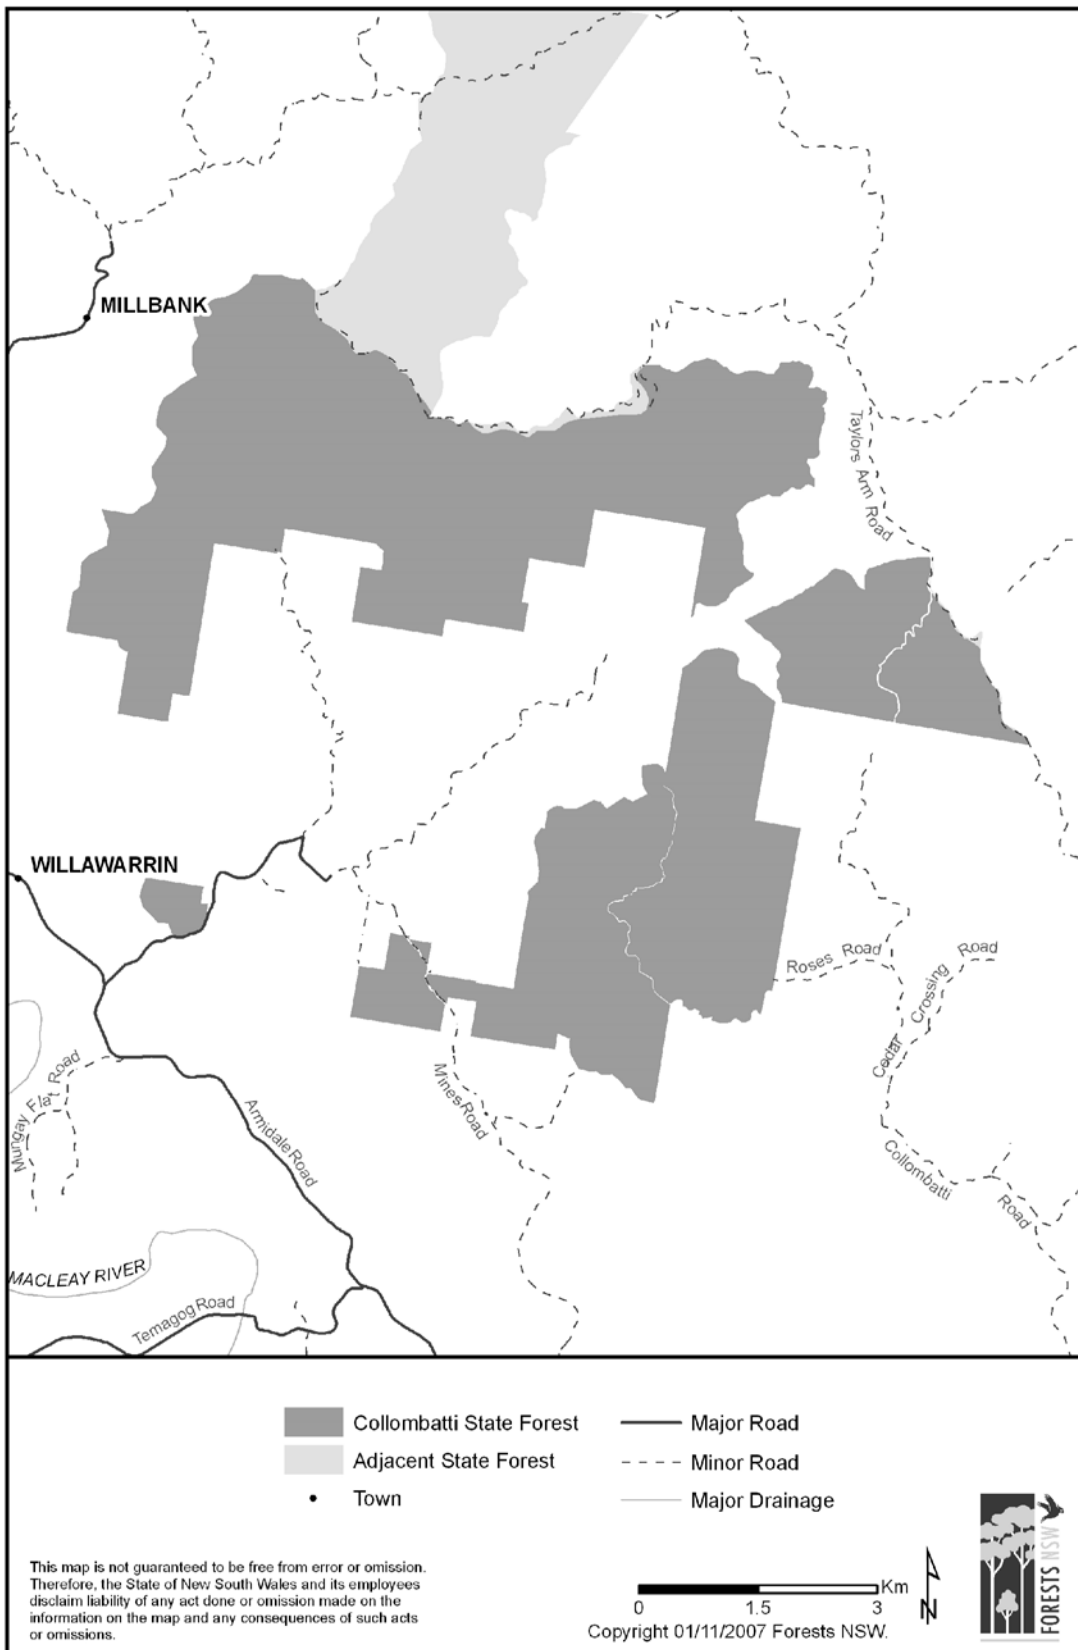 MILLBANK
Taylors Arm Road
WILLAWARRIN
Roses Road
Cedar Crossing Road
Mungay Flat Road
Mines Road
Armidale Road
Collombatti Road
MACLEAY RIVER
Temagog Road
Collombatti State Forest
Adjacent State Forest
Town
Major Road
Minor Road
Major Drainage
This map is not guaranteed to be free from error or omission.
Therefore, the State of New South Wales and its employees
disclaim liability of any act done or omission made on the
information on the map and any consequences of such acts
or omissions.
Km
0 1.5 3
Copyright 01/11/2007 Forests NSW.
N
FORESTS NSW